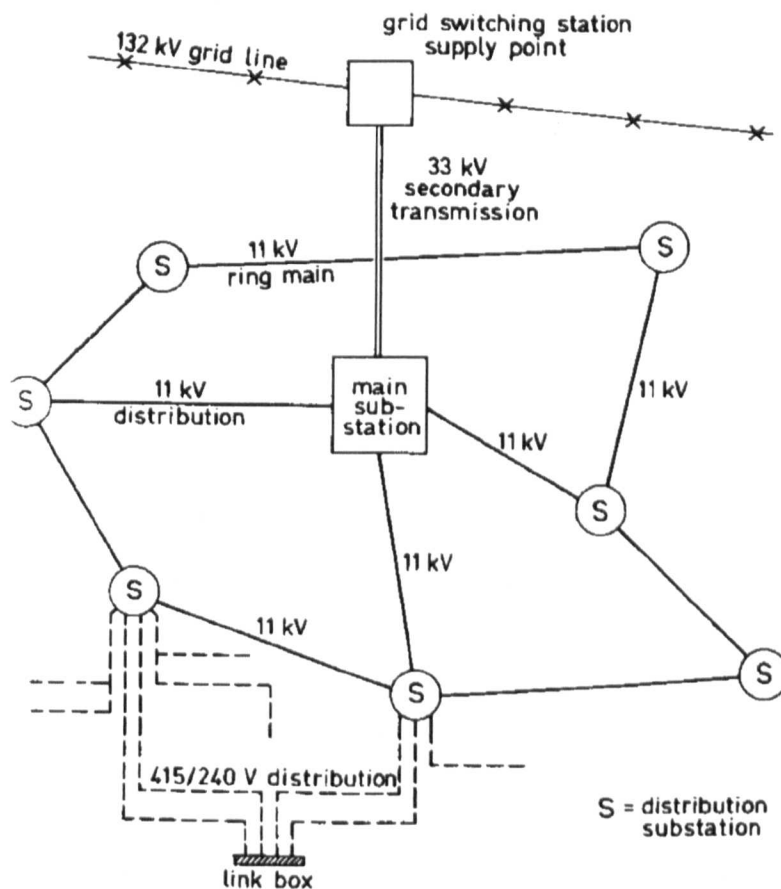 grid switching station
supply point
132 kV grid line
33 kV
secondary
transmission
S
11 kV
ring main
S
11 kV
distribution
S
main
sub-
station
11 kV
11 kV
S
S
11 kV
11 kV
S
S
415/240 V distribution
link box
S = distribution
substation